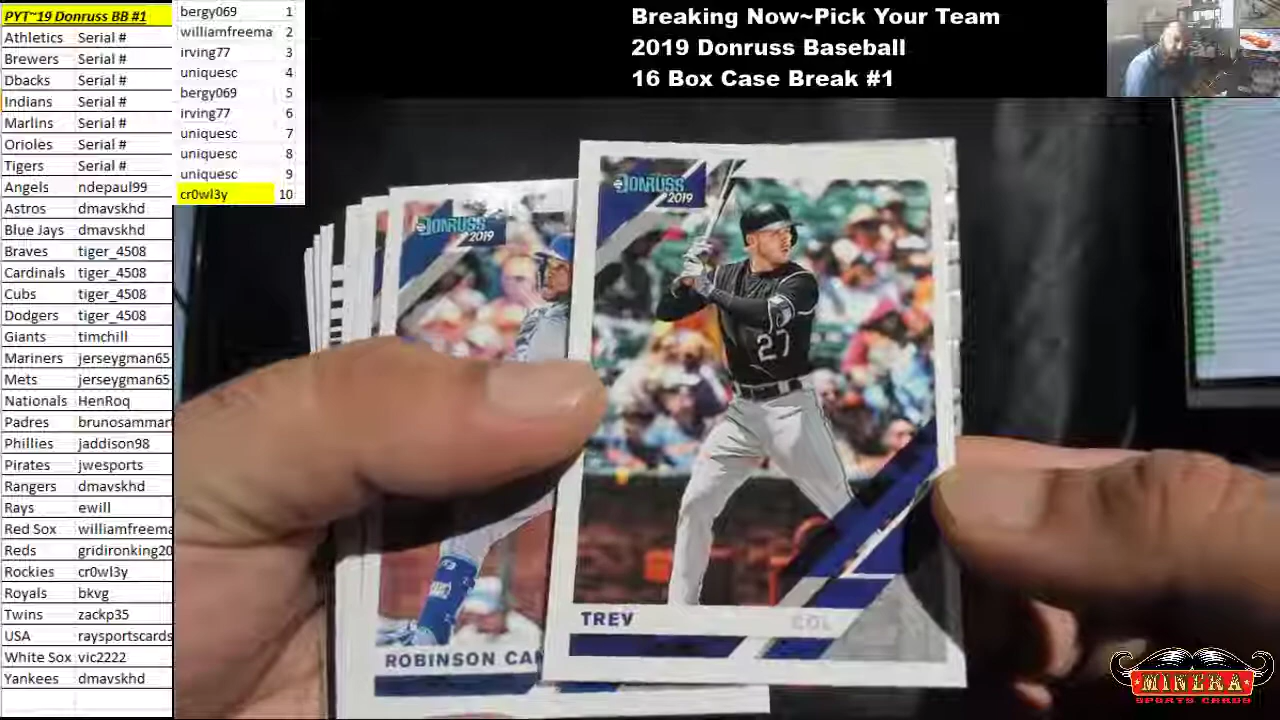 PYT~19 Donruss BB #1
Athletics Serial #
Brewers Serial #
Dbacks Serial #
Indians Serial #
Marlins Serial #
Orioles Serial #
Tigers Serial #
Angels ndepaul99
Astros dmavskhd
Blue Jays dmavskhd
Braves tiger_4508
Cardinals tiger_4508
Cubs tiger_4508
Dodgers tiger_4508
Giants timchill
Mariners jerseygman65
Mets jerseygman65
Nationals HenRoq
Padres brunosammar
Phillies jaddison98
Pirates jwesports
Rangers dmavskhd
Rays ewill
Red Sox williamfreema
Reds gridironking20
Rockies cr0wl3y
Royals bkvg
Twins zackp35
USA raysportscards
White Sox vic2222
Yankees dmavskhd
bergy069 1
williamfreema 2
irving77 3
uniquesc 4
bergy069 5
irving77 6
uniquesc 7
uniquesc 8
uniquesc 9
cr0wl3y 10
Breaking Now~Pick Your Team
2019 Donruss Baseball
16 Box Case Break #1
DONRUSS
2019
ROBINSON CAN
DONRUSS
2019
27
TREV COL
MINERA
SPORTS CARDS